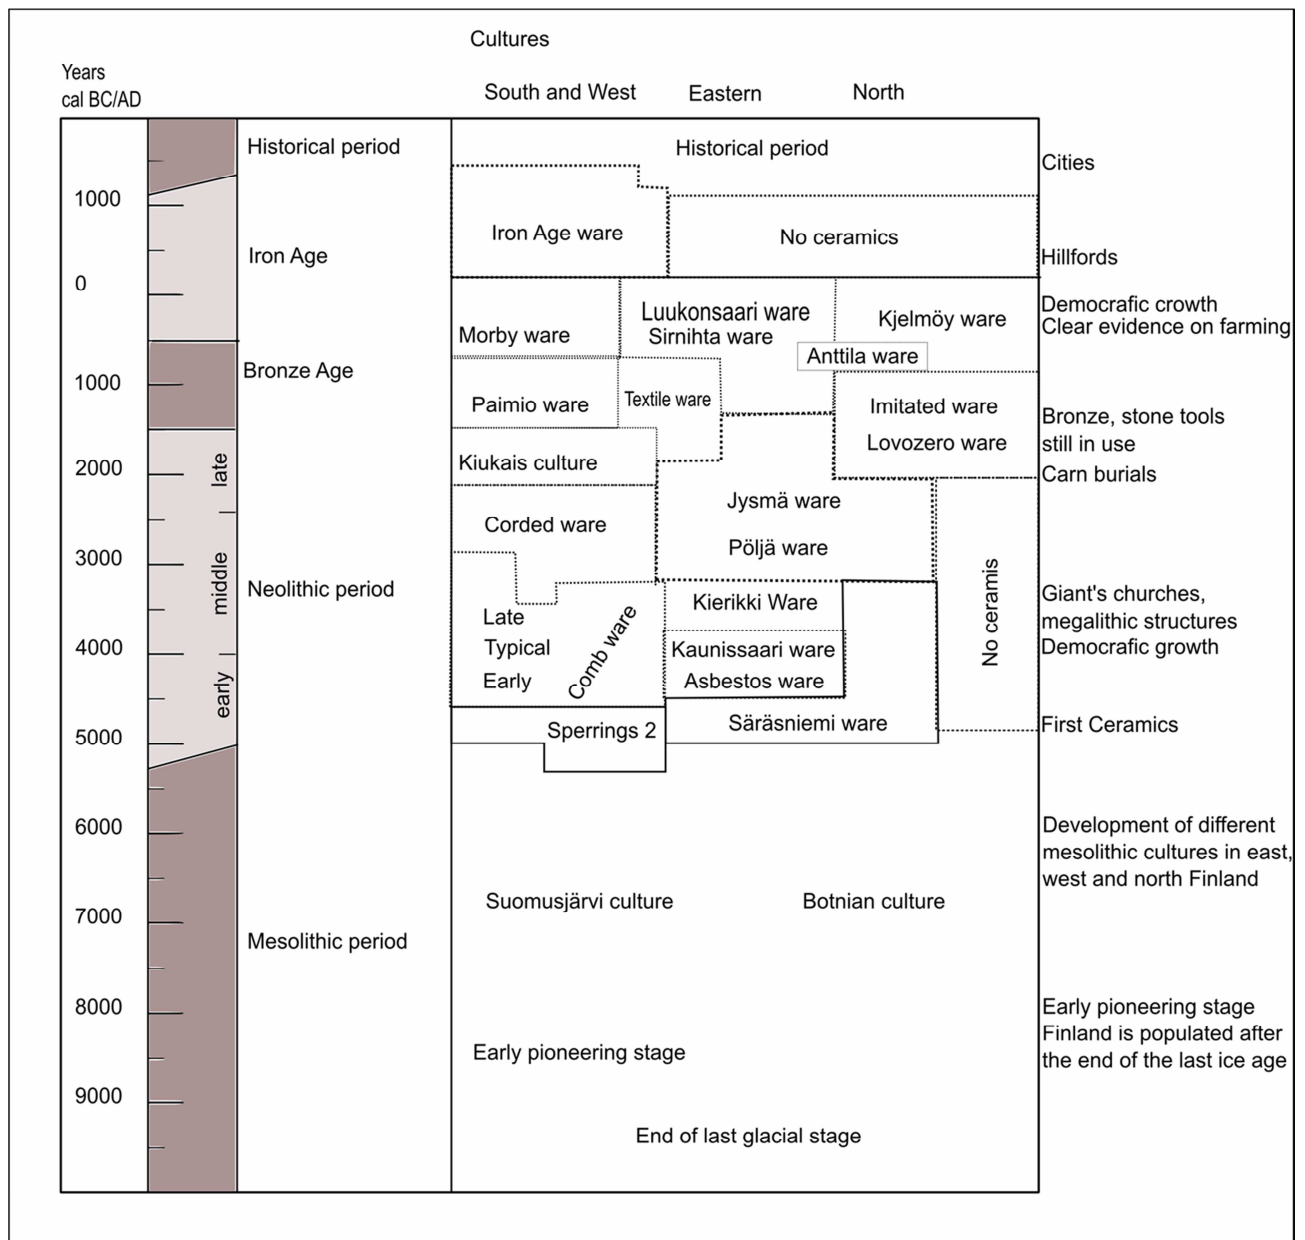 Cultures
Years
cal BC/AD
South and West
Eastern
North
Historical period
Historical period
Cities
1000
Iron Age ware
No ceramics
Iron Age
Hillfords
0
Democrafic growth
Clear evidence on farming
Luukonsaari ware
Sirnihta ware
Kjelmöy ware
Morby ware
Anttila ware
Bronze Age
1000
Paimio ware
Textile ware
Imitated ware
Lovozero ware
Bronze, stone tools
still in use
Kiukais culture
2000
late
Carn burials
Jysmä ware
Corded ware
Pöljä ware
3000
middle
Neolithic period
No ceramis
Kierikki Ware
Giant's churches,
megalithic structures
Democrafic growth
Late
Typical
Early
Comb ware
Kaunissaari ware
Asbestos ware
4000
early
Sperrings 2
Säräsniemi ware
First Ceramics
5000
6000
Development of different
mesolithic cultures in east,
west and north Finland
Suomusjärvi culture
Botnian culture
7000
Mesolithic period
8000
Early pioneering stage
Finland is populated after
the end of the last ice age
Early pioneering stage
9000
End of last glacial stage